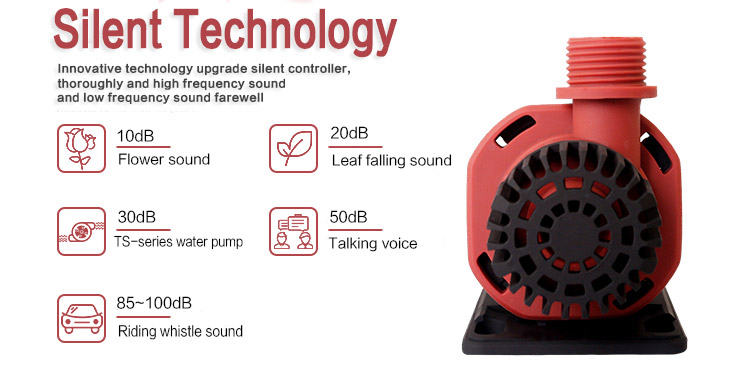 Silent Technology
Innovative technology upgrade silent controller,
thoroughly and high frequency sound
and low frequency sound farewell
10dB
Flower sound
20dB
Leaf falling sound
30dB
TS-series water pump
50dB
Talking voice
85~100dB
Riding whistle sound